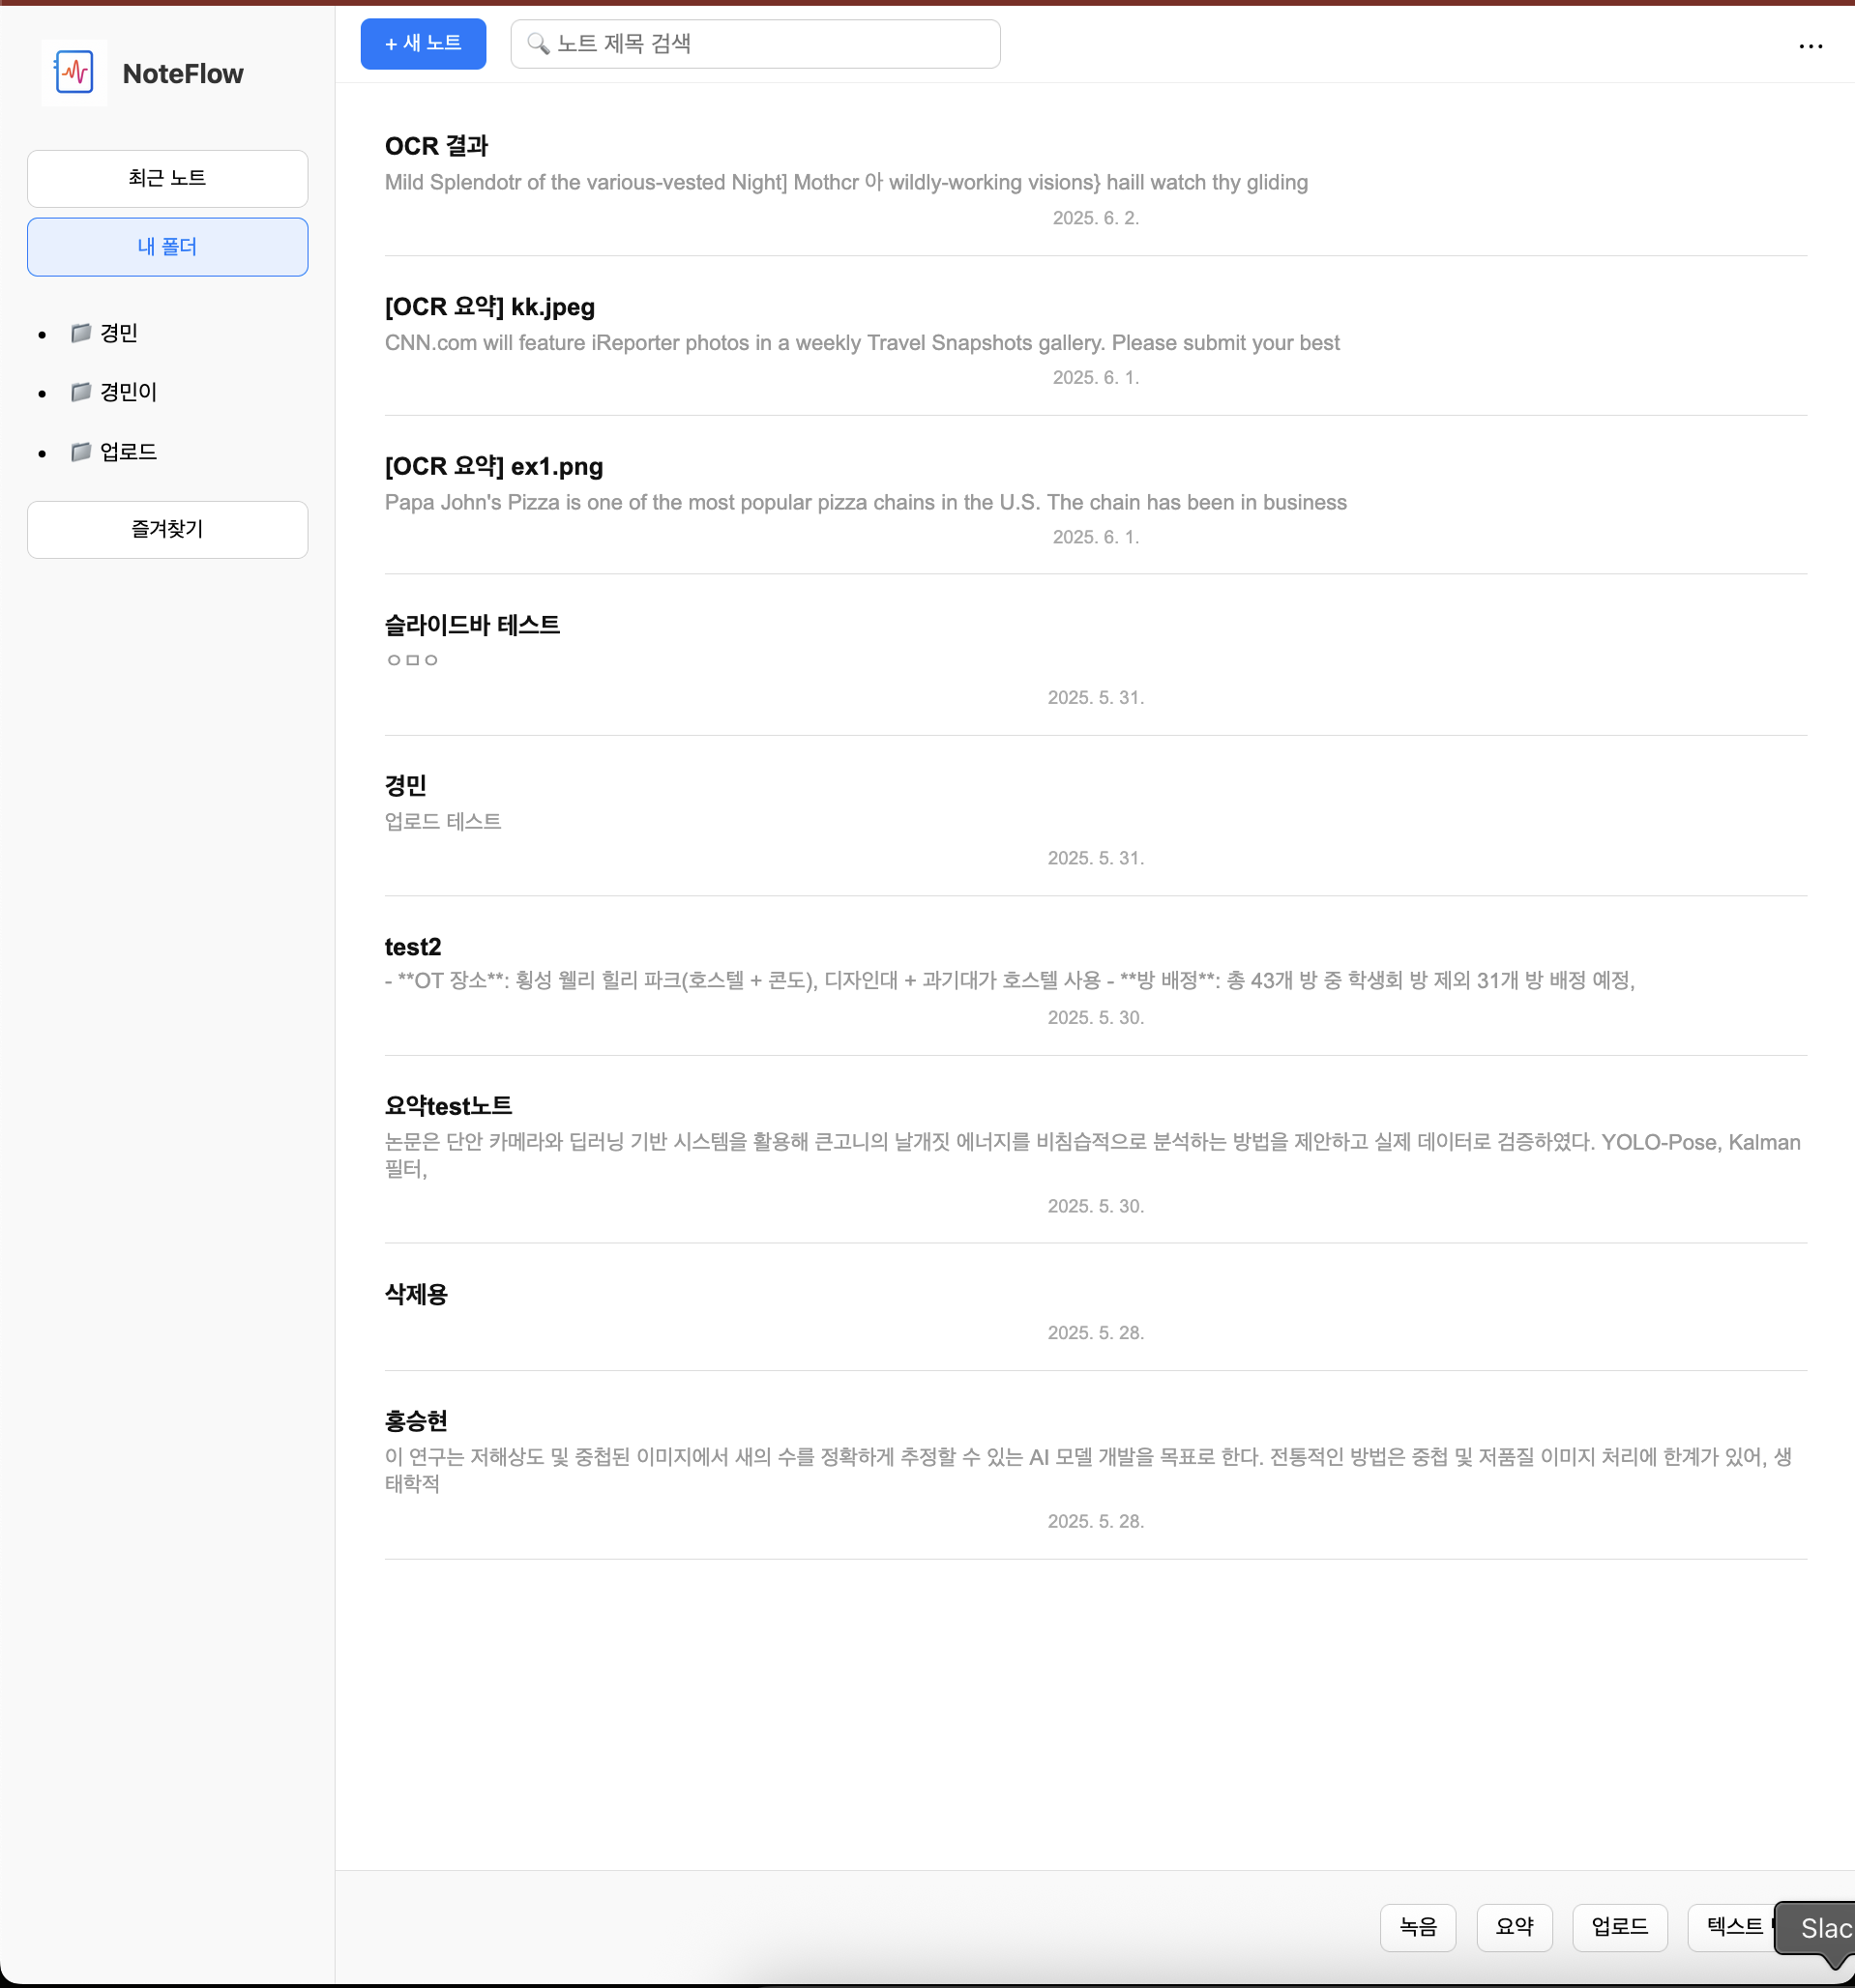 NoteFlow
최근 노트
내 폴더
경민
경민이
업로드
즐겨찾기
+ 새 노트
노트 제목 검색
OCR 결과
Mild Splendotr of the various-vested Night] Mothcr 아 wildly-working visions} haill watch thy gliding
2025. 6. 2.
[OCR 요약] kk.jpeg
CNN.com will feature iReporter photos in a weekly Travel Snapshots gallery. Please submit your best
2025. 6. 1.
[OCR 요약] ex1.png
Papa John's Pizza is one of the most popular pizza chains in the U.S. The chain has been in business
2025. 6. 1.
슬라이드바 테스트
ㅇㅁㅇ
2025. 5. 31.
경민
업로드 테스트
2025. 5. 31.
test2
- **OT 장소**: 횡성 웰리 힐리 파크(호스텔 + 콘도), 디자인대 + 과기대가 호스텔 사용 - **방 배정**: 총 43개 방 중 학생회 방 제외 31개 방 배정 예정,
2025. 5. 30.
요약test노트
논문은 단안 카메라와 딥러닝 기반 시스템을 활용해 큰고니의 날개짓 에너지를 비침습적으로 분석하는 방법을 제안하고 실제 데이터로 검증하였다. YOLO-Pose, Kalman
필터,
2025. 5. 30.
삭제용
2025. 5. 28.
홍승현
이 연구는 저해상도 및 중첩된 이미지에서 새의 수를 정확하게 추정할 수 있는 AI 모델 개발을 목표로 한다. 전통적인 방법은 중첩 및 저품질 이미지 처리에 한계가 있어, 생
태학적
2025. 5. 28.
녹음
요약
업로드
텍스트
Slac